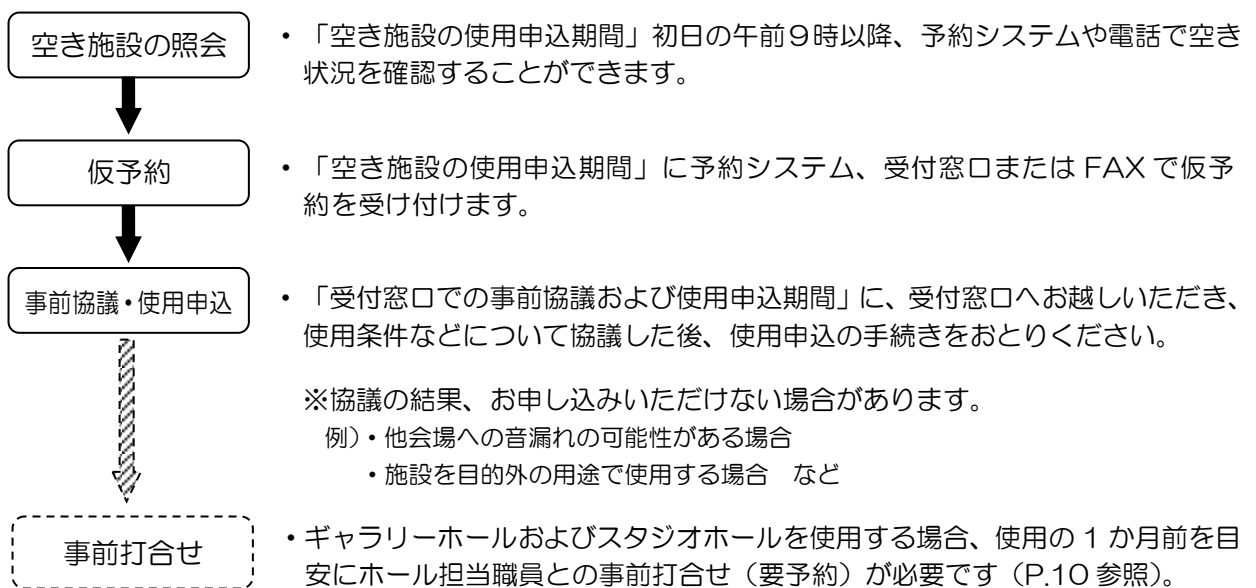 空き施設の照会
・「空き施設の使用申込期間」初日の午前９時以降、予約システムや電話で空き
状況を確認することができます。
仮予約
・「空き施設の使用申込期間」に予約システム、受付窓口または FAX で仮予
約を受け付けます。
事前協議・使用申込
・「受付窓口での事前協議および使用申込期間」に、受付窓口へお越しいただき、
使用条件などについて協議した後、使用申込の手続きをおとりください。
※協議の結果、お申し込みいただけない場合があります。
例）・他会場への音漏れの可能性がある場合
・施設を目的外の用途で使用する場合　など
事前打合せ
・ギャラリーホールおよびスタジオホールを使用する場合、使用の 1 か月前を目
安にホール担当職員との事前打合せ（要予約）が必要です（P.10 参照）。